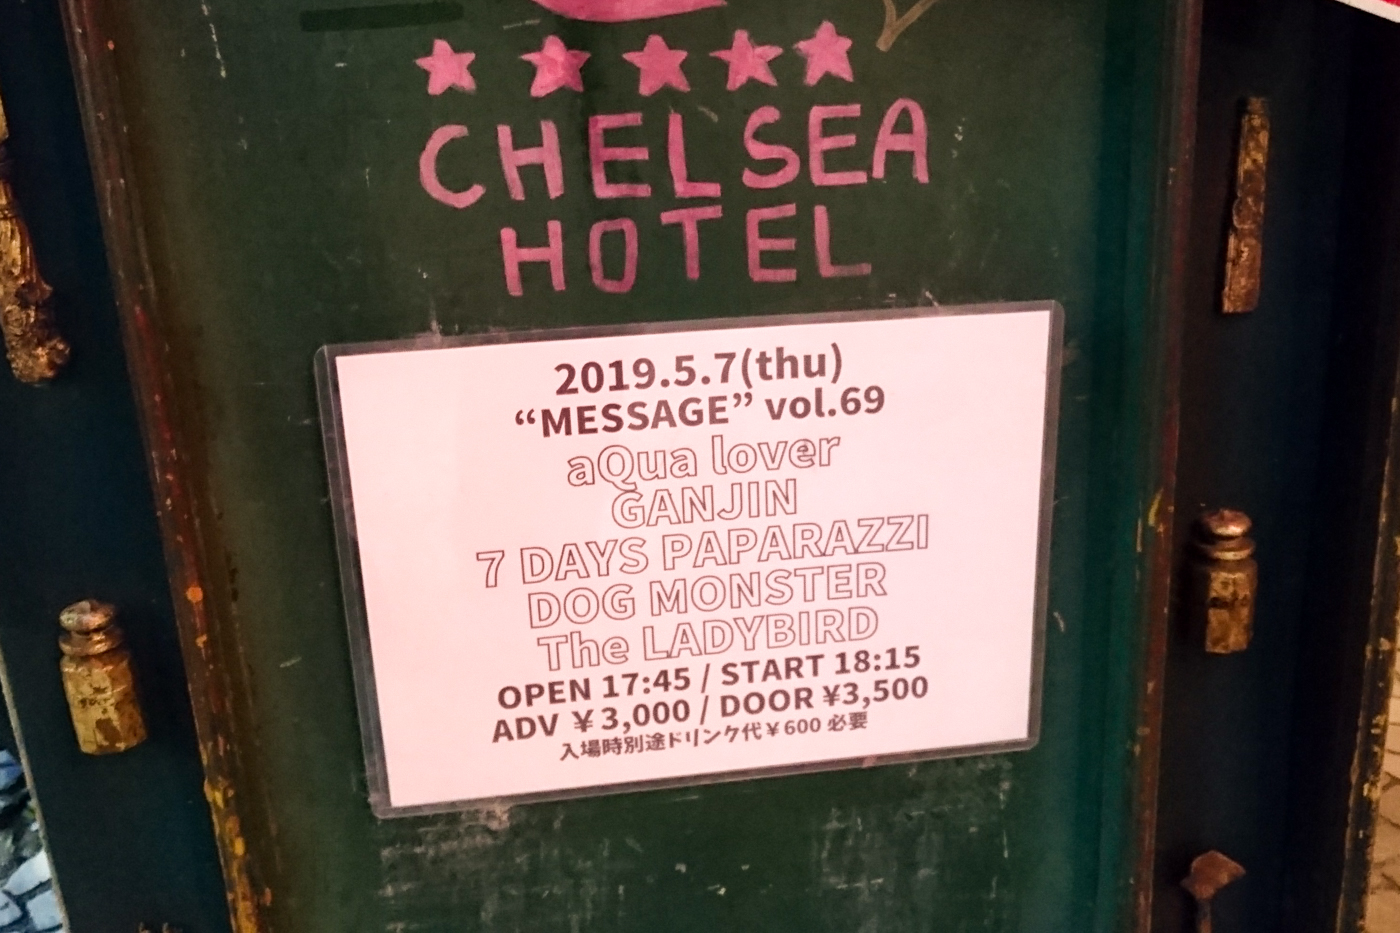 CHELSEA
HOTEL
2019.5.7(thu)
“MESSAGE” vol.69
aQua lover
GANJIN
7 DAYS PAPARAZZI
DOG MONSTER
The LADYBIRD
OPEN 17:45 / START 18:15
ADV ￥3,000 / DOOR ¥3,500
入場時別途ドリンク代￥600 必要